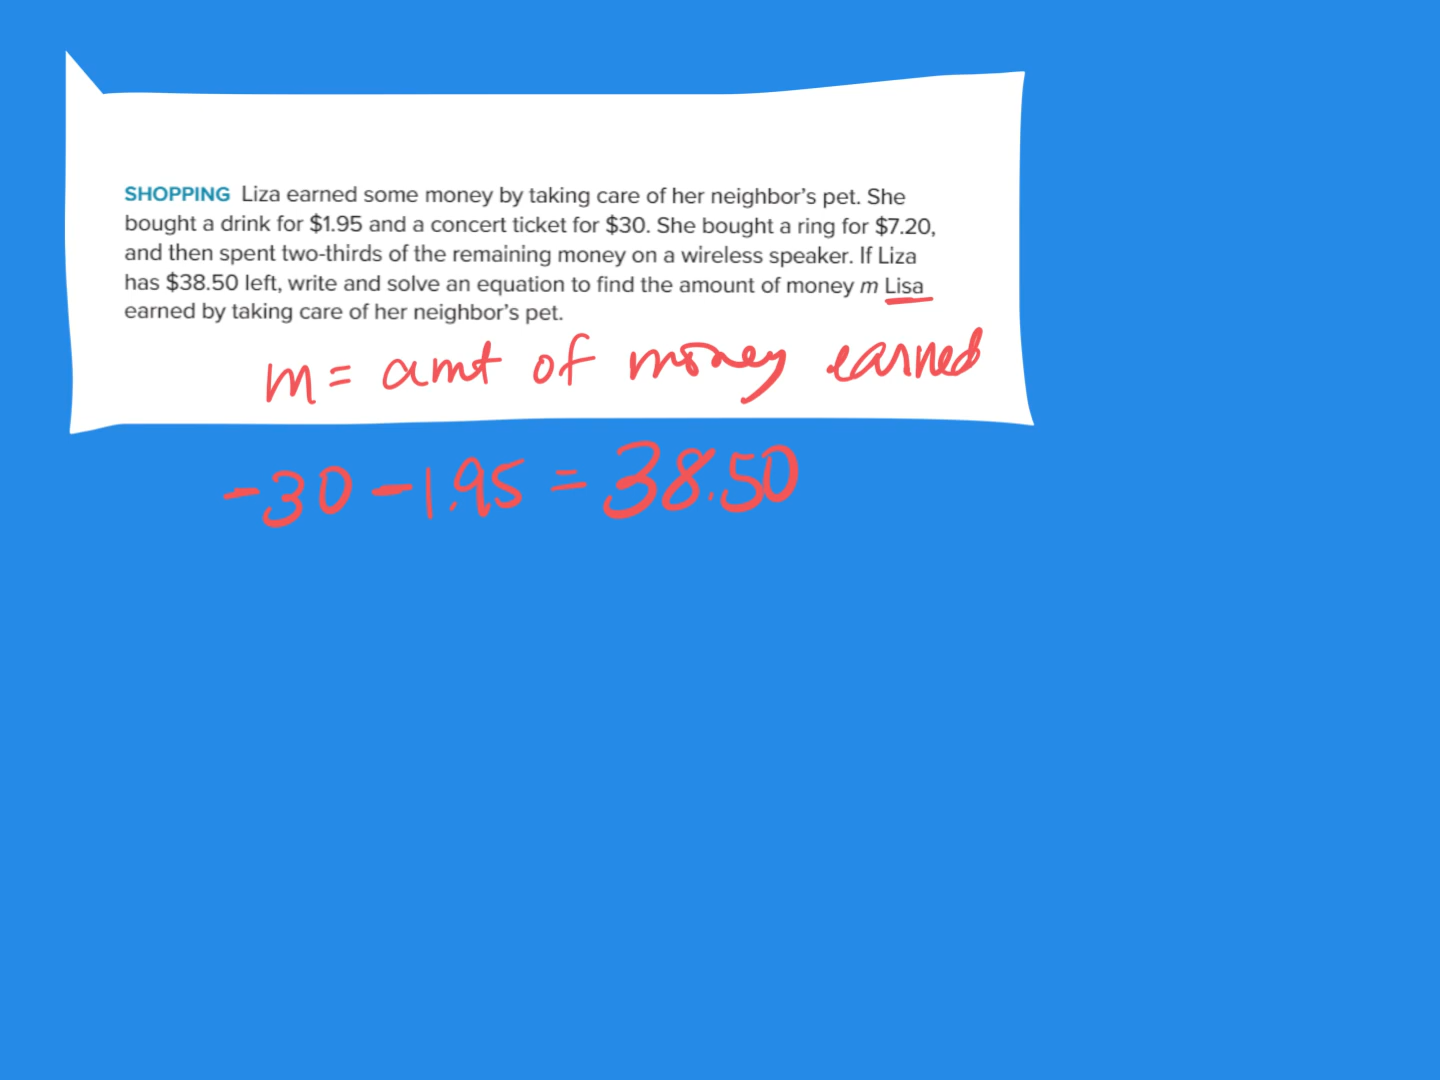 SHOPPING Liza earned some money by taking care of her neighbor's pet. She
bought a drink for $1.95 and a concert ticket for $30. She bought a ring for $7.20,
and then spent two-thirds of the remaining money on a wireless speaker. If Liza
has $38.50 left, write and solve an equation to find the amount of money m Lisa
earned by taking care of her neighbor's pet.
m = amt of money earned
-30 -1.95 = 38.50